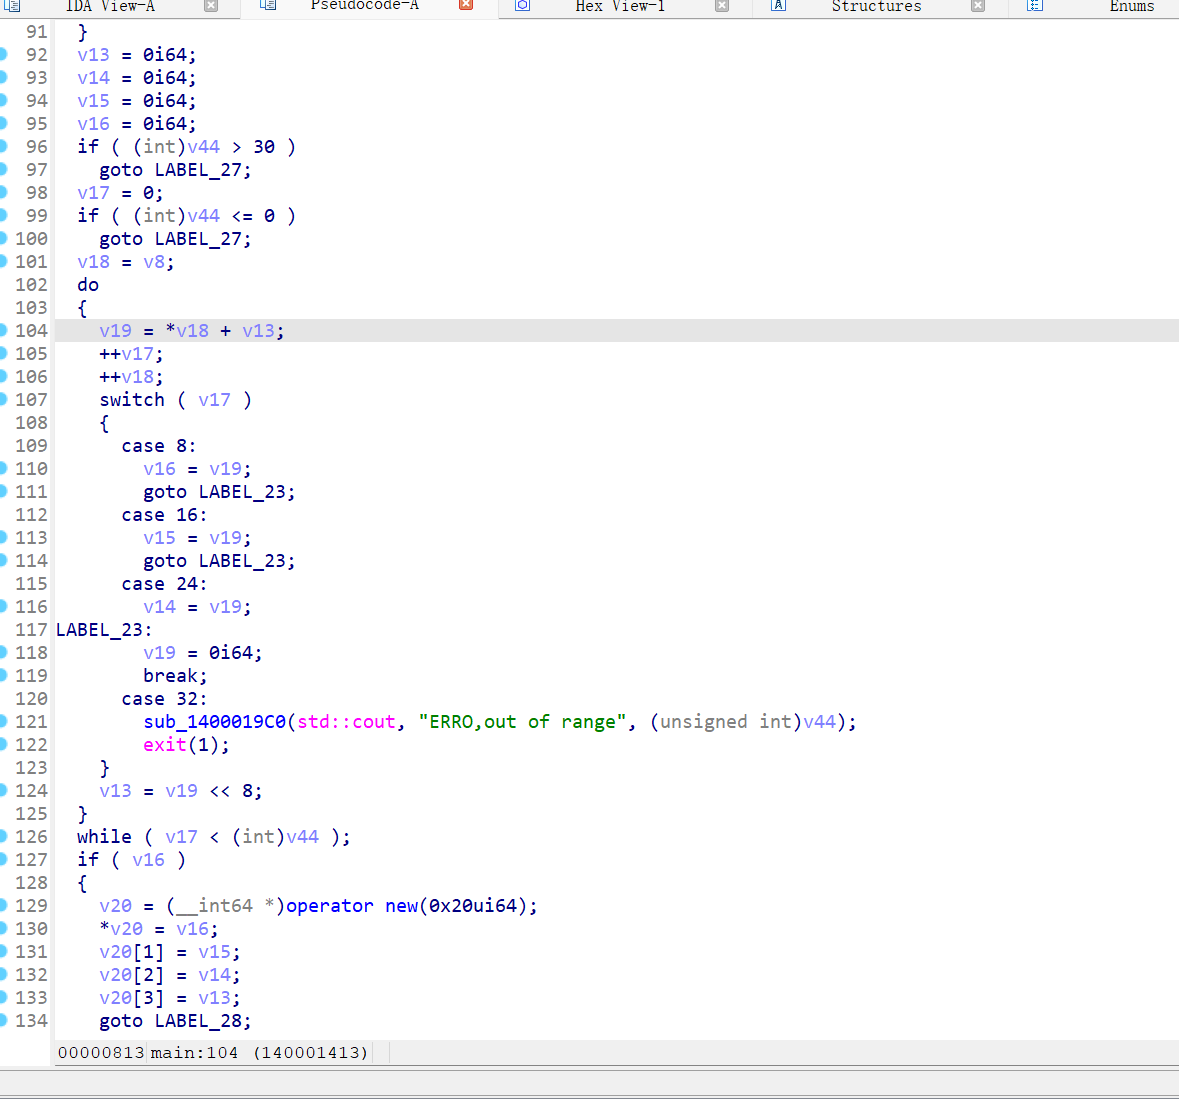 IDA View-A Pseudocode-A Hex View-1 Structures Enums
91 }
92 v13 = 0i64;
93 v14 = 0i64;
94 v15 = 0i64;
95 v16 = 0i64;
96 if ( (int)v44 > 30 )
97 goto LABEL_27;
98 v17 = 0;
99 if ( (int)v44 <= 0 )
100 goto LABEL_27;
101 v18 = v8;
102 do
103 {
104 v19 = *v18 + v13;
105 ++v17;
106 ++v18;
107 switch ( v17 )
108 {
109 case 8:
110 v16 = v19;
111 goto LABEL_23;
112 case 16:
113 v15 = v19;
114 goto LABEL_23;
115 case 24:
116 v14 = v19;
117 LABEL_23:
118 v19 = 0i64;
119 break;
120 case 32:
121 sub_1400019C0(std::cout, "ERRO,out of range", (unsigned int)v44);
122 exit(1);
123 }
124 v13 = v19 << 8;
125 }
126 while ( v17 < (int)v44 );
127 if ( v16 )
128 {
129 v20 = (__int64 *)operator new(0x20ui64);
130 *v20 = v16;
131 v20[1] = v15;
132 v20[2] = v14;
133 v20[3] = v13;
134 goto LABEL_28;
00000813 main:104 (140001413)